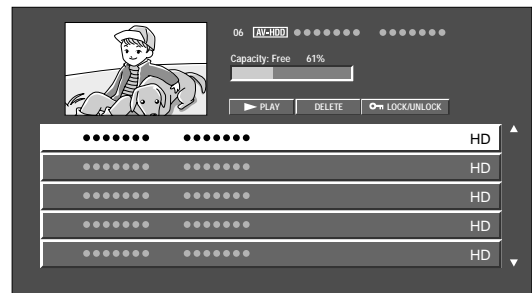 06 AV-HDD
Capacity: Free 61%
PLAY DELETE LOCK/UNLOCK
HD
HD
HD
HD
HD